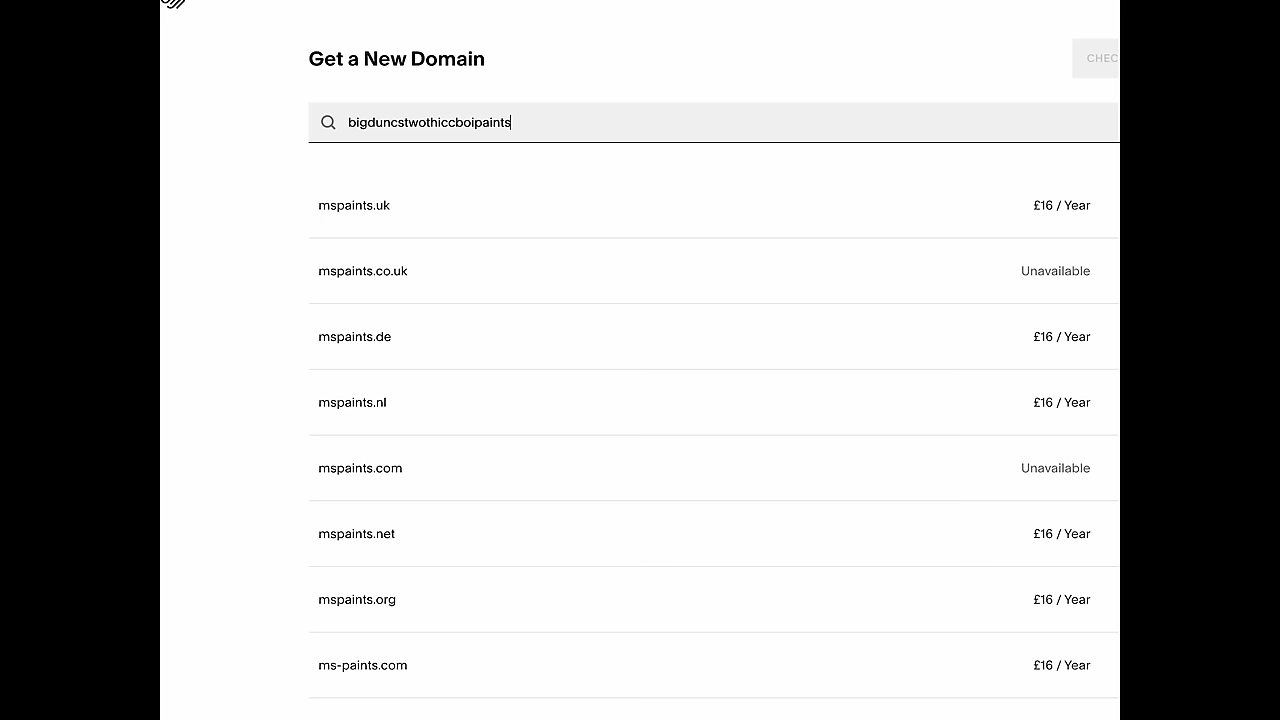 Get a New Domain
CHEC
bigduncstwothiccboipaints
mspaints.uk £16 / Year
mspaints.co.uk Unavailable
mspaints.de £16 / Year
mspaints.nl £16 / Year
mspaints.com Unavailable
mspaints.net £16 / Year
mspaints.org £16 / Year
ms-paints.com £16 / Year